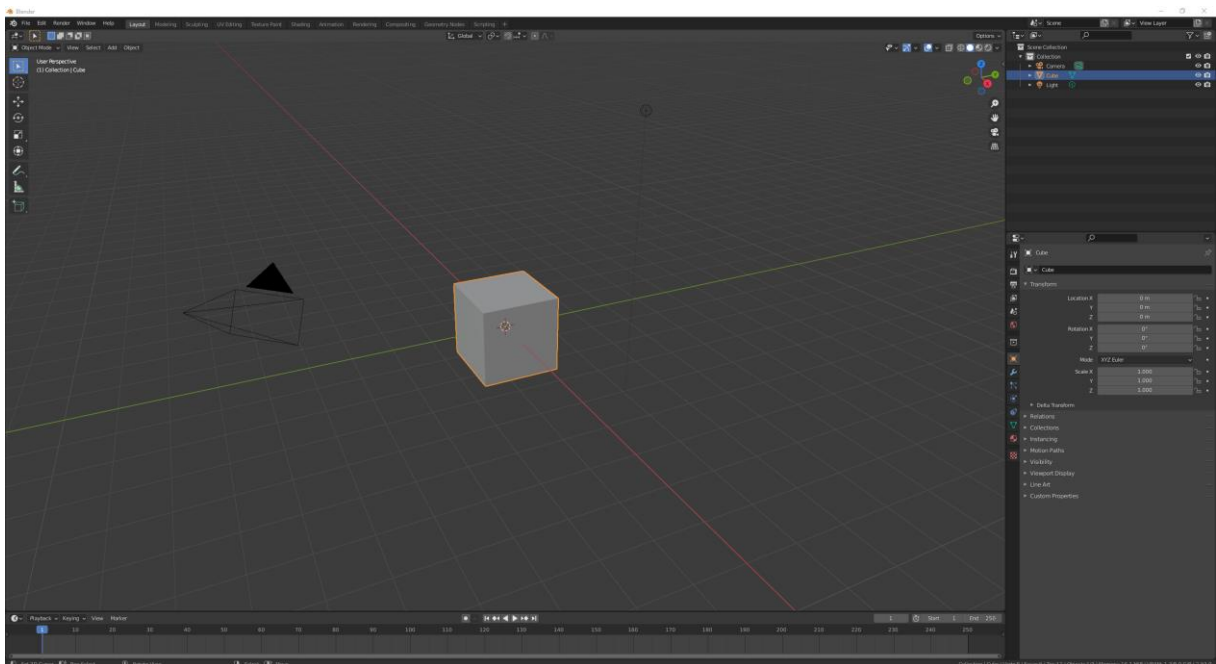 Blender
File Edit Render Window Help Layout Modeling Sculpting UV Editing Texture Paint Shading Animation Rendering Compositing Geometry Nodes Scripting + Scene View Layer
Global Options
Object Mode View Select Add Object
User Perspective
(1) Collection | Cube
Z
Y
X
Scene Collection
Collection
Camera
Cube
Light
Cube
Cube
Transform
Location X 0 m
Y 0 m
Z 0 m
Rotation X 0°
Y 0°
Z 0°
Mode XYZ Euler
Scale X 1.000
Y 1.000
Z 1.000
Delta Transform
Relations
Collections
Instancing
Motion Paths
Visibility
Viewport Display
Line Art
Custom Properties
Playback Keying View Marker 1 Start 1 End 250
1 10 20 30 40 50 60 70 80 90 100 110 120 130 140 150 160 170 180 190 200 210 220 230 240 250